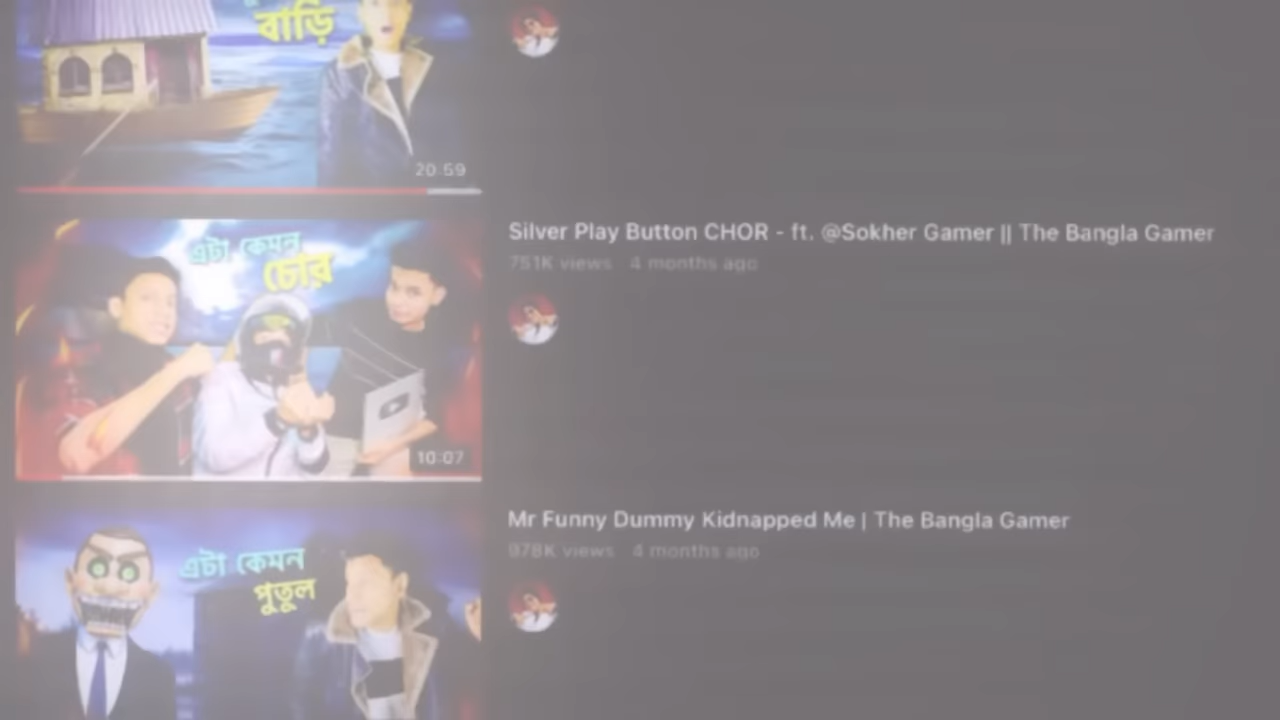 বাড়ি
20:59
এটা কেমন
চোর
10:07
Silver Play Button CHOR - ft. @Sokher Gamer || The Bangla Gamer
751K views 4 months ago
এটা কেমন
পুতুল
Mr Funny Dummy Kidnapped Me | The Bangla Gamer
978K views 4 months ago